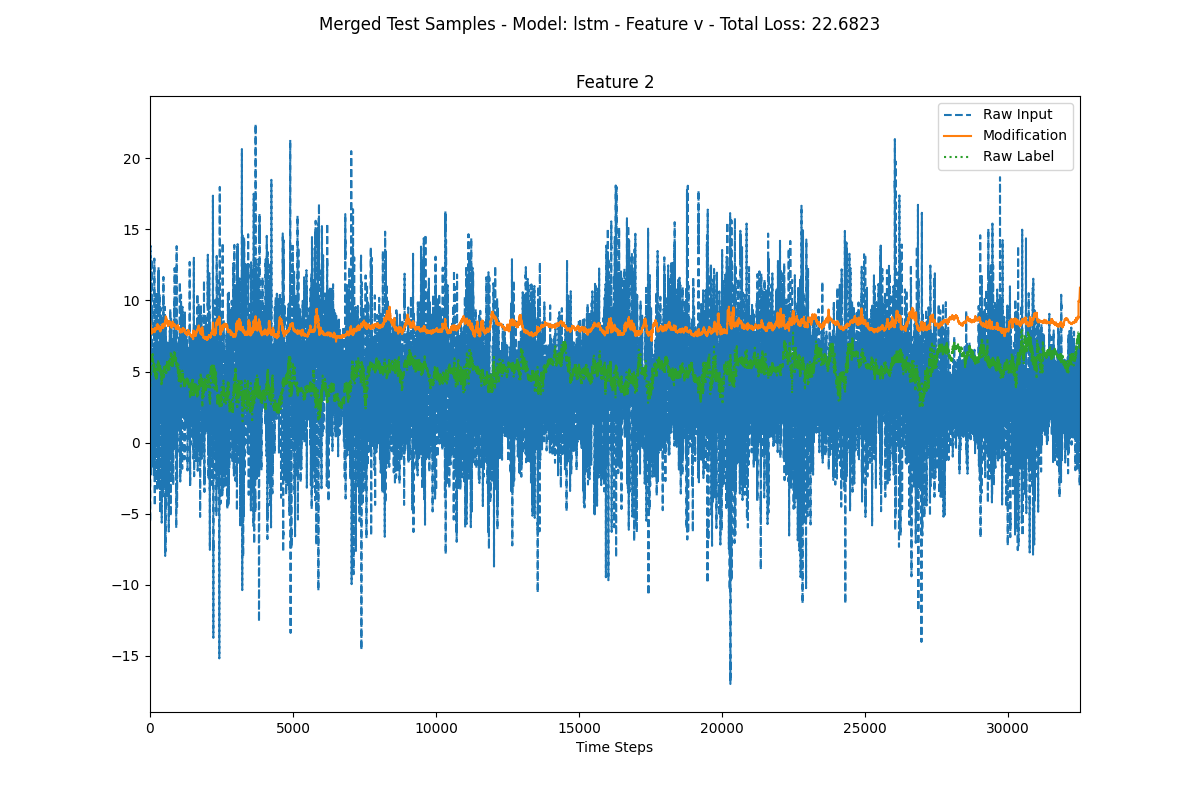 Merged Test Samples - Model: lstm - Feature v - Total Loss: 22.6823
Feature 2
Raw Input
Modification
Raw Label
20
15
10
5
0
−5
−10
−15
0
5000
10000
15000
20000
25000
30000
Time Steps